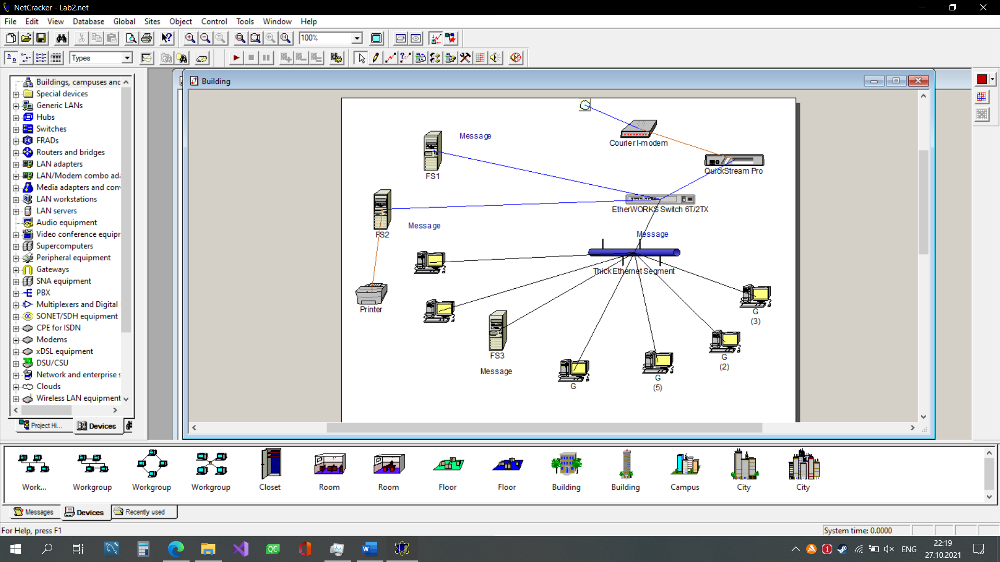 NetCracker - Lab2.net
File Edit View Database Global Sites Object Control Tools Window Help
100%
Types
Buildings, campuses and
Special devices
Generic LANs
Hubs
Switches
FRADs
Routers and bridges
LAN adapters
LAN/Modem combo ada
Media adapters and con
LAN workstations
LAN servers
Audio equipment
Video conference equipr
Supercomputers
Peripheral equipment
Gateways
SNA equipment
PBX
Multiplexers and Digital
SONET/SDH equipment
CPE for ISDN
Modems
xDSL equipment
DSU/CSU
Network and enterprise s
Clouds
Wireless LAN equipment
Project Hi...
Devices
Building
Message
Courier I-modem
FS1
QuickStream Pro
EtherWORKS Switch 6T/2TX
Message
FS2
Message
Thick Ethernet Segment
Printer
G
(3)
FS3
G
(2)
Message
G
G
(5)
Work...
Workgroup
Workgroup
Workgroup
Closet
Room
Room
Floor
Floor
Building
Building
Campus
City
City
Messages
Devices
Recently used
For Help, press F1
System time: 0.0000
QC
1
ENG
22:19
27.10.2021